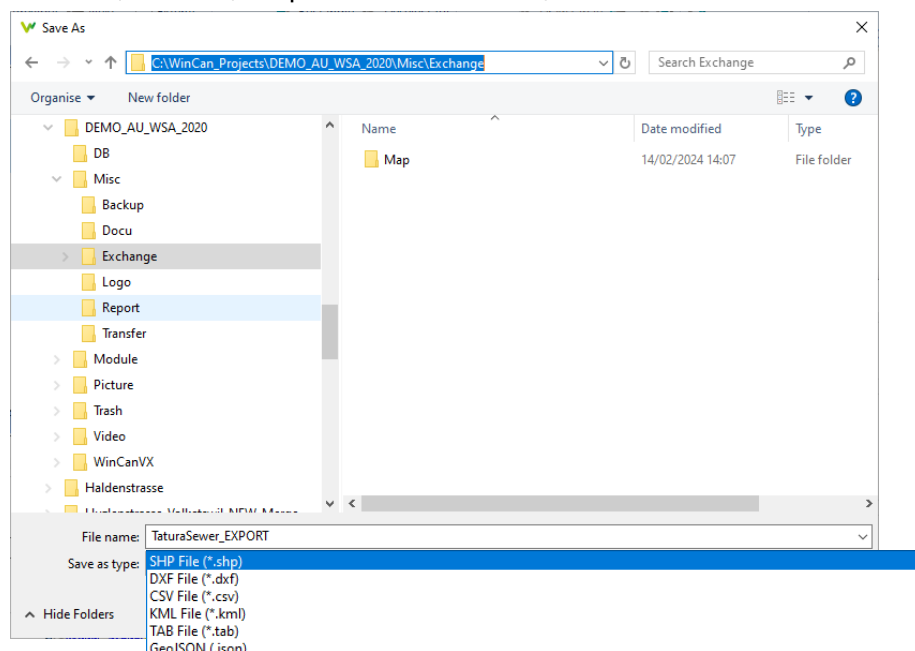 Save As
C:\WinCan_Projects\DEMO_AU_WSA_2020\Misc\Exchange
Search Exchange
Organise
New folder
DEMO_AU_WSA_2020
DB
Misc
Backup
Docu
Exchange
Logo
Report
Transfer
Module
Picture
Trash
Video
WinCanVX
Haldenstrasse
Name
Date modified
Type
Map
14/02/2024 14:07
File folder
File name:
TaturaSewer_EXPORT
Save as type:
SHP File (*.shp)
DXF File (*.dxf)
CSV File (*.csv)
KML File (*.kml)
TAB File (*.tab)
GeoJSON (.json)
Hide Folders